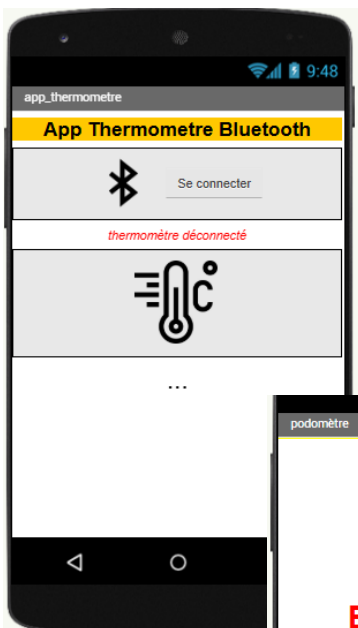 9:48
app_thermometre
App Thermometre Bluetooth
Se connecter
thermomètre déconnecté
°C
...
podomètre
E